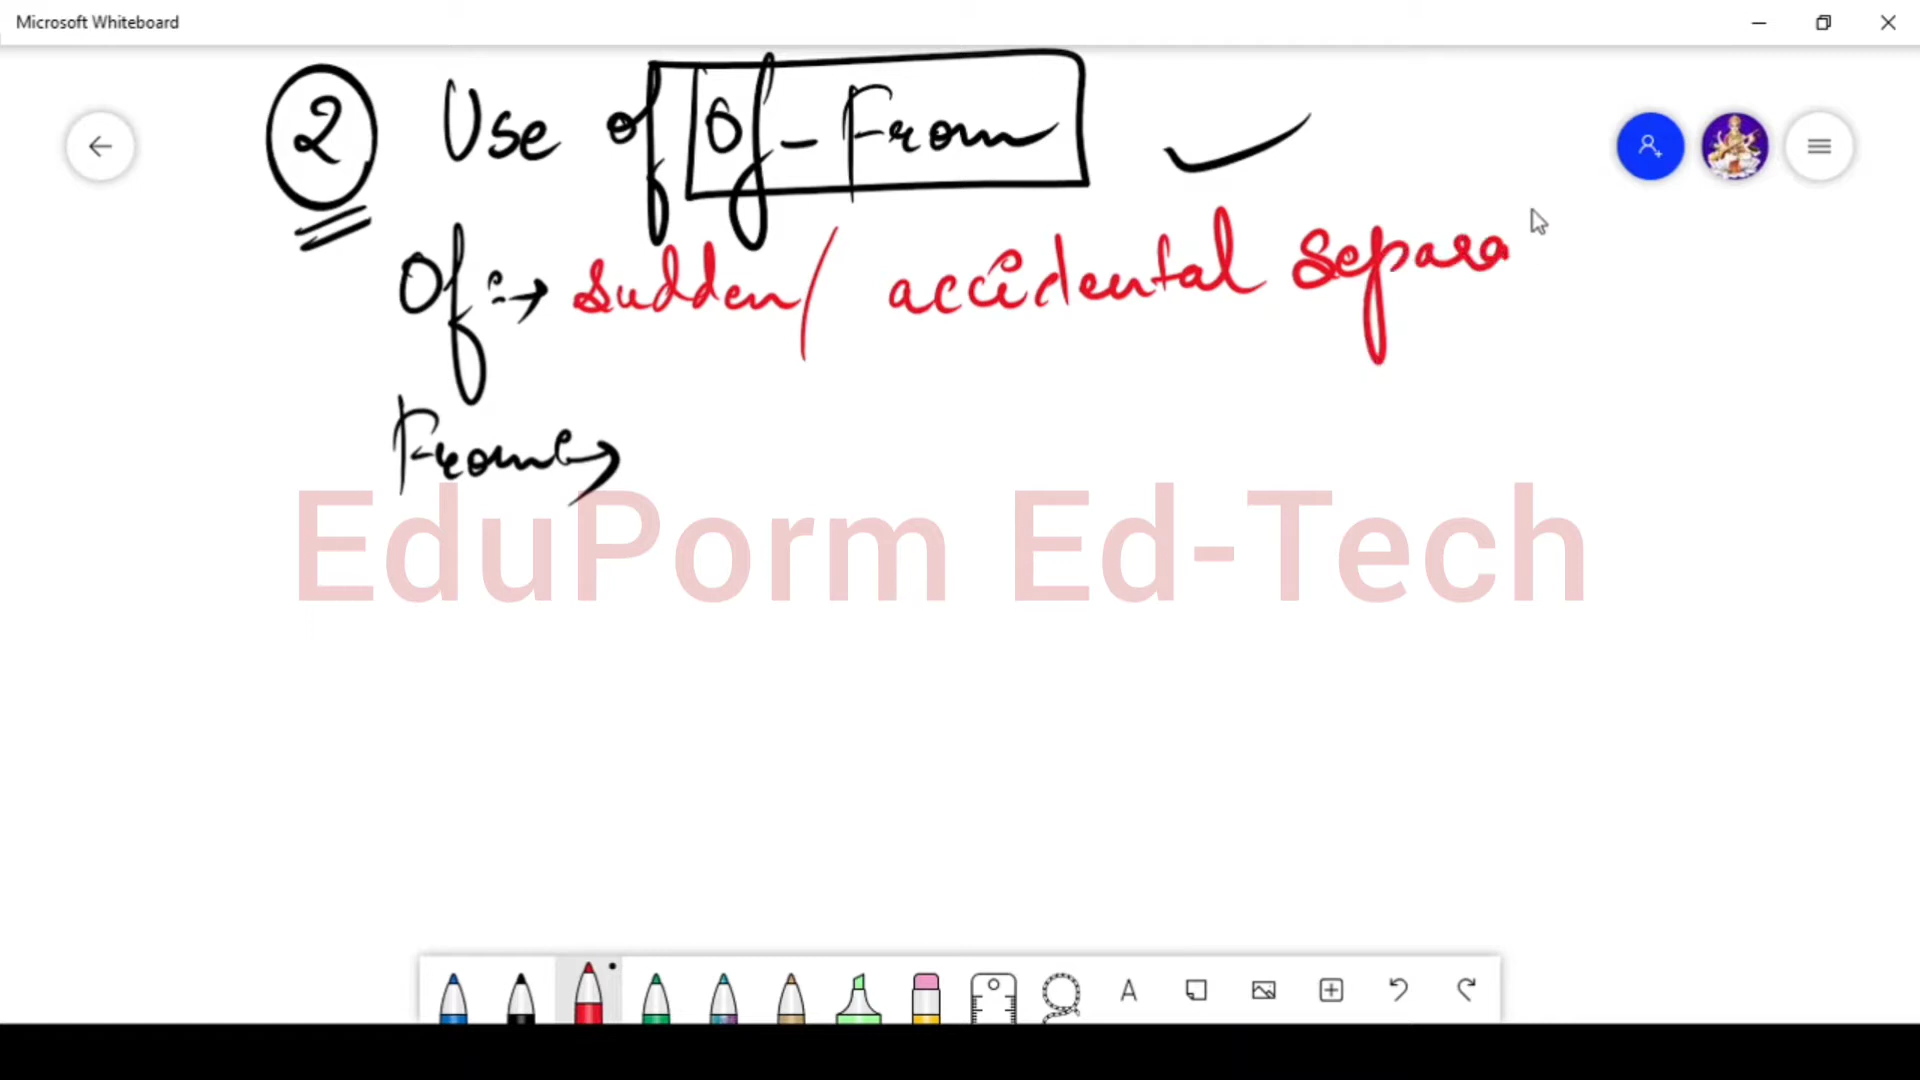 Microsoft Whiteboard
2 Use of Of - From
Of :→ sudden / accidental separa
From :→
EduPorm Ed-Tech